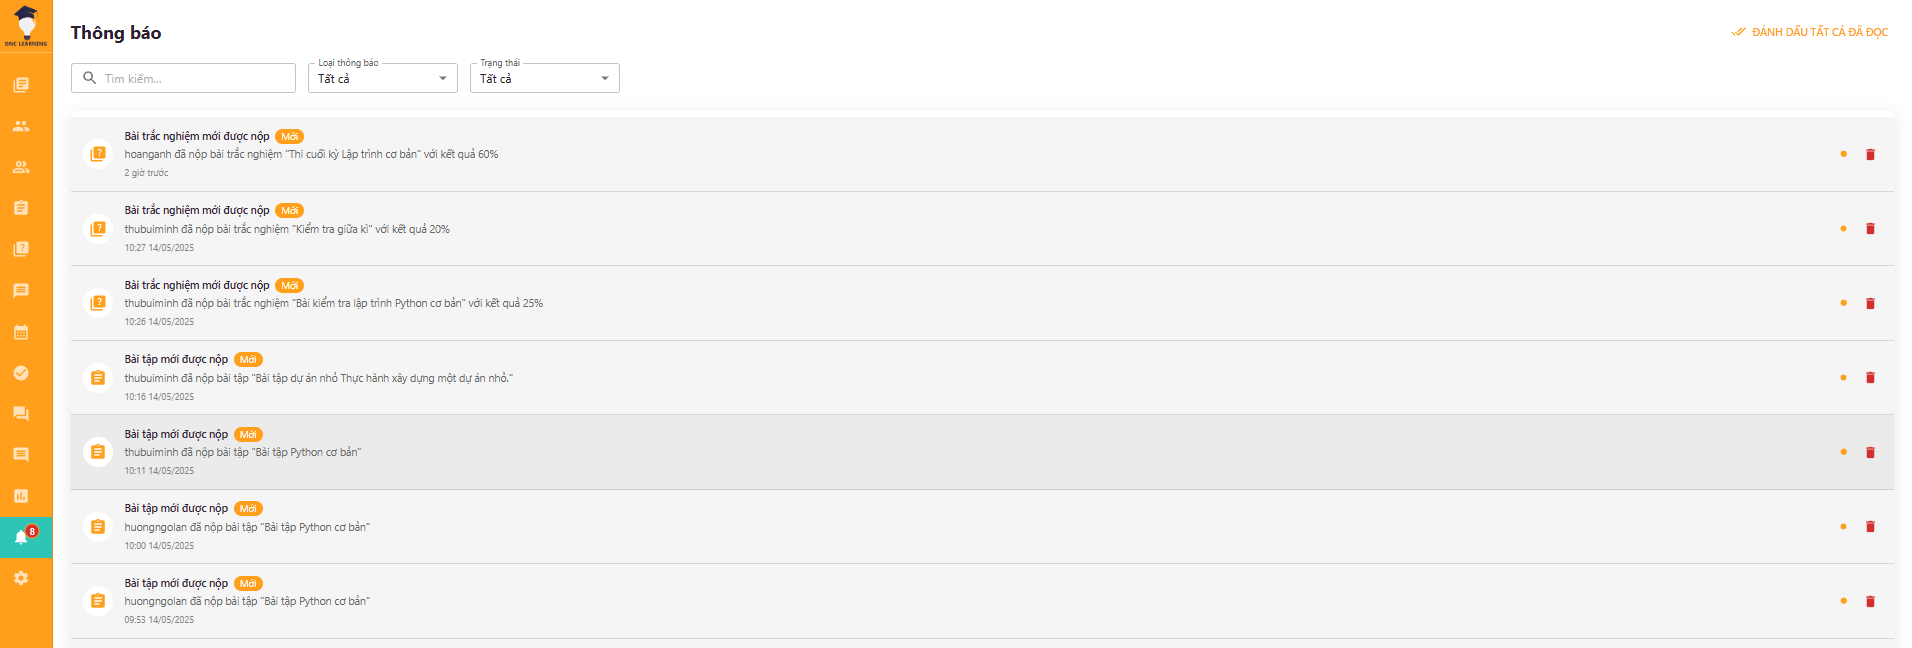 DNC LEARNING
Thông báo
ĐÁNH DẤU TẤT CẢ ĐÃ ĐỌC
Tìm kiếm...
Loại thông báo
Tất cả
Trạng thái
Tất cả
Bài trắc nghiệm mới được nộp Mới
hoanganh đã nộp bài trắc nghiệm "Thi cuối kỳ Lập trình cơ bản" với kết quả 60%
2 giờ trước
Bài trắc nghiệm mới được nộp Mới
thubuiminh đã nộp bài trắc nghiệm "Kiểm tra giữa kì" với kết quả 20%
10:27 14/05/2025
Bài trắc nghiệm mới được nộp Mới
thubuiminh đã nộp bài trắc nghiệm "Bài kiểm tra lập trình Python cơ bản" với kết quả 25%
10:26 14/05/2025
Bài tập mới được nộp Mới
thubuiminh đã nộp bài tập "Bài tập dự án nhỏ Thực hành xây dựng một dự án nhỏ."
10:16 14/05/2025
Bài tập mới được nộp Mới
thubuiminh đã nộp bài tập "Bài tập Python cơ bản"
10:11 14/05/2025
Bài tập mới được nộp Mới
huongngolan đã nộp bài tập "Bài tập Python cơ bản"
10:00 14/05/2025
8
Bài tập mới được nộp Mới
huongngolan đã nộp bài tập "Bài tập Python cơ bản"
09:53 14/05/2025